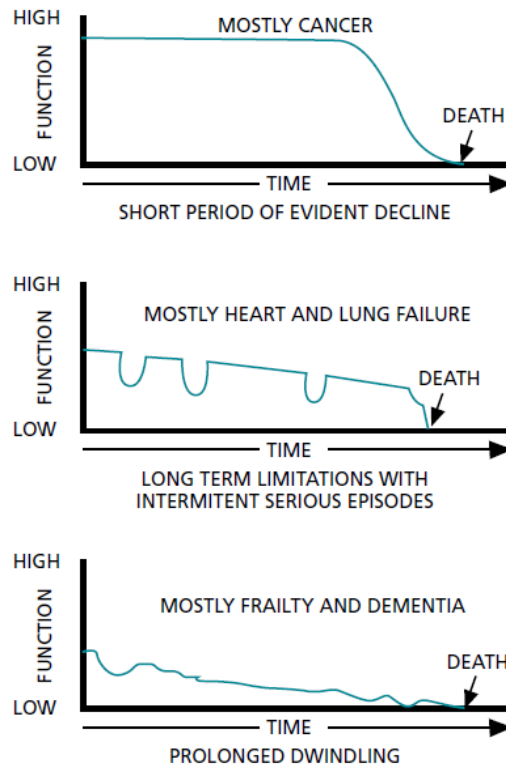 HIGH
MOSTLY CANCER
FUNCTION
DEATH
LOW
TIME
SHORT PERIOD OF EVIDENT DECLINE
HIGH
MOSTLY HEART AND LUNG FAILURE
FUNCTION
DEATH
LOW
TIME
LONG TERM LIMITATIONS WITH
INTERMITENT SERIOUS EPISODES
HIGH
MOSTLY FRAILTY AND DEMENTIA
FUNCTION
DEATH
LOW
TIME
PROLONGED DWINDLING